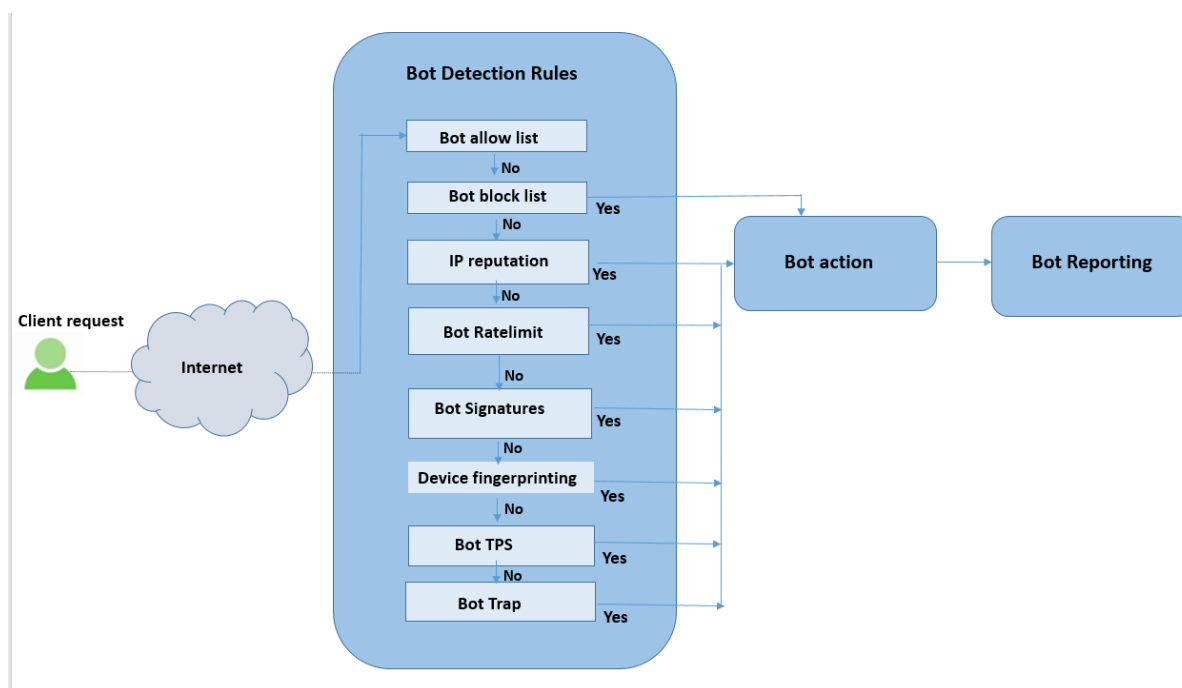 Bot Detection Rules
Bot allow list
No
Bot block list
Yes
No
IP reputation
Yes
No
Bot Ratelimit
Yes
No
Bot Signatures
Yes
No
Device fingerprinting
Yes
No
Bot TPS
Yes
No
Bot Trap
Yes
Client request
Internet
Bot action
Bot Reporting